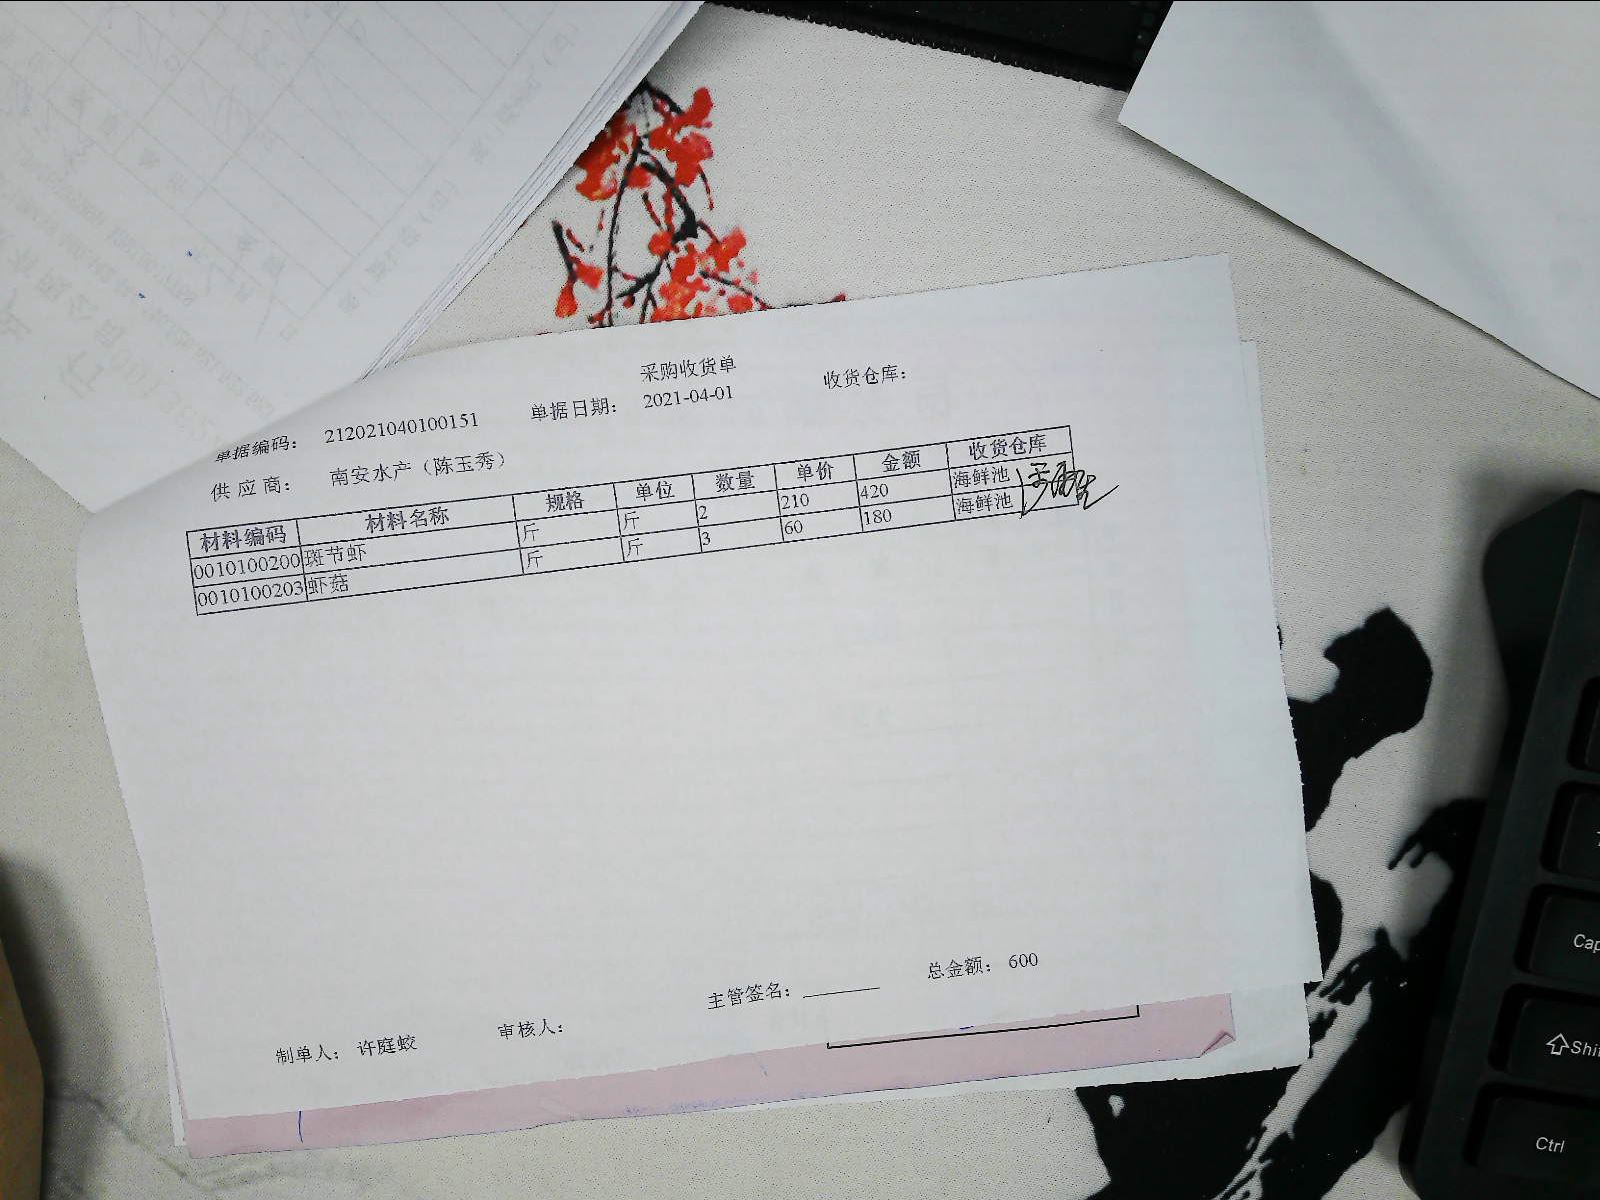 采购收货单
单据编码： 212021040100151 单据日期： 2021-04-01 收货仓库：
供 应 商： 南安水产（陈玉秀）
材料编码 材料名称 规格 单位 数量 单价 金额 收货仓库
0010100200 斑节虾 斤 斤 2 210 420 海鲜池
0010100203 虾菇 斤 斤 3 60 180 海鲜池
总金额： 600
主管签名：
制单人： 许庭蛟 审核人：
Cap
Shi
Ctrl